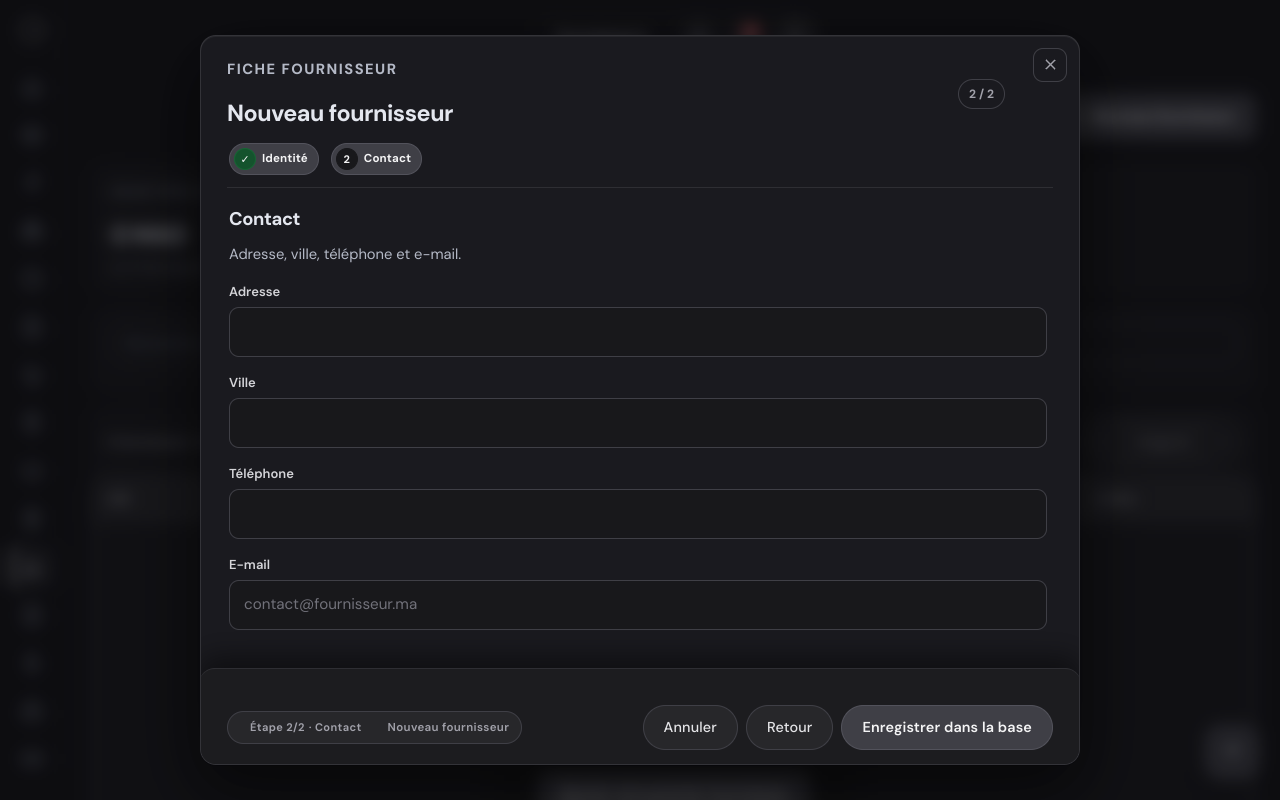 FICHE FOURNISSEUR
2 / 2
Nouveau fournisseur
✓ Identité
2 Contact
Contact
Adresse, ville, téléphone et e-mail.
Adresse
Ville
Téléphone
E-mail
contact@fournisseur.ma
Étape 2/2 · Contact Nouveau fournisseur
Annuler
Retour
Enregistrer dans la base